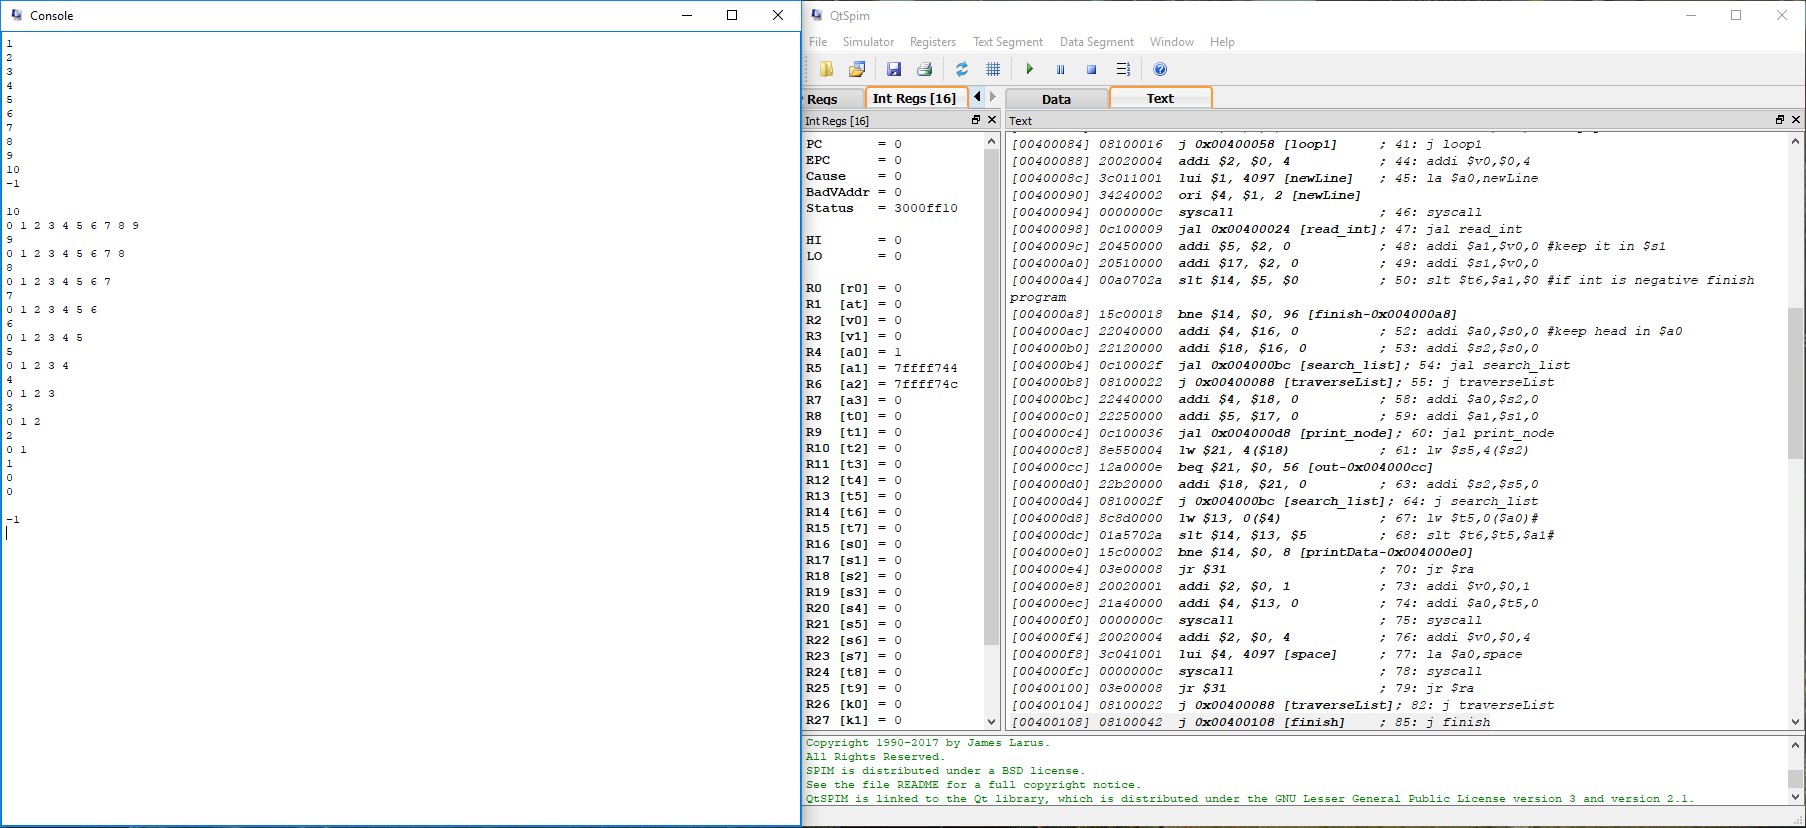 Console
1
2
3
4
5
6
7
8
9
10
-1
10
0 1 2 3 4 5 6 7 8 9
9
0 1 2 3 4 5 6 7 8
8
0 1 2 3 4 5 6 7
7
0 1 2 3 4 5 6
6
0 1 2 3 4 5
5
0 1 2 3 4
4
0 1 2 3
3
0 1 2
2
0 1
1
0
0
-1
QtSpim
File Simulator Registers Text Segment Data Segment Window Help
Regs Int Regs [16] Data Text
Int Regs [16]
PC = 0
EPC = 0
Cause = 0
BadVAddr = 0
Status = 3000ff10
HI = 0
LO = 0
R0 [r0] = 0
R1 [at] = 0
R2 [v0] = 0
R3 [v1] = 0
R4 [a0] = 1
R5 [a1] = 7ffff744
R6 [a2] = 7ffff74c
R7 [a3] = 0
R8 [t0] = 0
R9 [t1] = 0
R10 [t2] = 0
R11 [t3] = 0
R12 [t4] = 0
R13 [t5] = 0
R14 [t6] = 0
R15 [t7] = 0
R16 [s0] = 0
R17 [s1] = 0
R18 [s2] = 0
R19 [s3] = 0
R20 [s4] = 0
R21 [s5] = 0
R22 [s6] = 0
R23 [s7] = 0
R24 [t8] = 0
R25 [t9] = 0
R26 [k0] = 0
R27 [k1] = 0
Text
[00400084] 08100016 j 0x00400058 [loop1] ; 41: j loop1
[00400088] 20020004 addi $2, $0, 4 ; 44: addi $v0,$0,4
[0040008c] 3c011001 lui $1, 4097 [newLine] ; 45: la $a0,newLine
[00400090] 34240002 ori $4, $1, 2 [newLine]
[00400094] 0000000c syscall ; 46: syscall
[00400098] 0c100009 jal 0x00400024 [read_int]; 47: jal read_int
[0040009c] 20450000 addi $5, $2, 0 ; 48: addi $a1,$v0,0 #keep it in $s1
[004000a0] 20510000 addi $17, $2, 0 ; 49: addi $s1,$v0,0
[004000a4] 00a0702a slt $14, $5, $0 ; 50: slt $t6,$a1,$0 #if int is negative finish
program
[004000a8] 15c00018 bne $14, $0, 96 [finish-0x004000a8]
[004000ac] 22040000 addi $4, $16, 0 ; 52: addi $a0,$s0,0 #keep head in $a0
[004000b0] 22120000 addi $18, $16, 0 ; 53: addi $s2,$s0,0
[004000b4] 0c10002f jal 0x004000bc [search_list]; 54: jal search_list
[004000b8] 08100022 j 0x00400088 [traverseList]; 55: j traverseList
[004000bc] 22440000 addi $4, $18, 0 ; 58: addi $a0,$s2,0
[004000c0] 22250000 addi $5, $17, 0 ; 59: addi $a1,$s1,0
[004000c4] 0c100036 jal 0x004000d8 [print_node]; 60: jal print_node
[004000c8] 8e550004 lw $21, 4($18) ; 61: lw $s5,4($s2)
[004000cc] 12a0000e beq $21, $0, 56 [out-0x004000cc]
[004000d0] 22b20000 addi $18, $21, 0 ; 63: addi $s2,$s5,0
[004000d4] 0810002f j 0x004000bc [search_list]; 64: j search_list
[004000d8] 8c8d0000 lw $13, 0($4) ; 67: lw $t5,0($a0)#
[004000dc] 01a5702a slt $14, $13, $5 ; 68: slt $t6,$t5,$a1#
[004000e0] 15c00002 bne $14, $0, 8 [printData-0x004000e0]
[004000e4] 03e00008 jr $31 ; 70: jr $ra
[004000e8] 20020001 addi $2, $0, 1 ; 73: addi $v0,$0,1
[004000ec] 21a40000 addi $4, $13, 0 ; 74: addi $a0,$t5,0
[004000f0] 0000000c syscall ; 75: syscall
[004000f4] 20020004 addi $2, $0, 4 ; 76: addi $v0,$0,4
[004000f8] 3c041001 lui $4, 4097 [space] ; 77: la $a0,space
[004000fc] 0000000c syscall ; 78: syscall
[00400100] 03e00008 jr $31 ; 79: jr $ra
[00400104] 08100022 j 0x00400088 [traverseList]; 82: j traverseList
[00400108] 08100042 j 0x00400108 [finish] ; 85: j finish
Copyright 1990-2017 by James Larus.
All Rights Reserved.
SPIM is distributed under a BSD license.
See the file README for a full copyright notice.
QtSPIM is linked to the Qt library, which is distributed under the GNU Lesser General Public License version 3 and version 2.1.